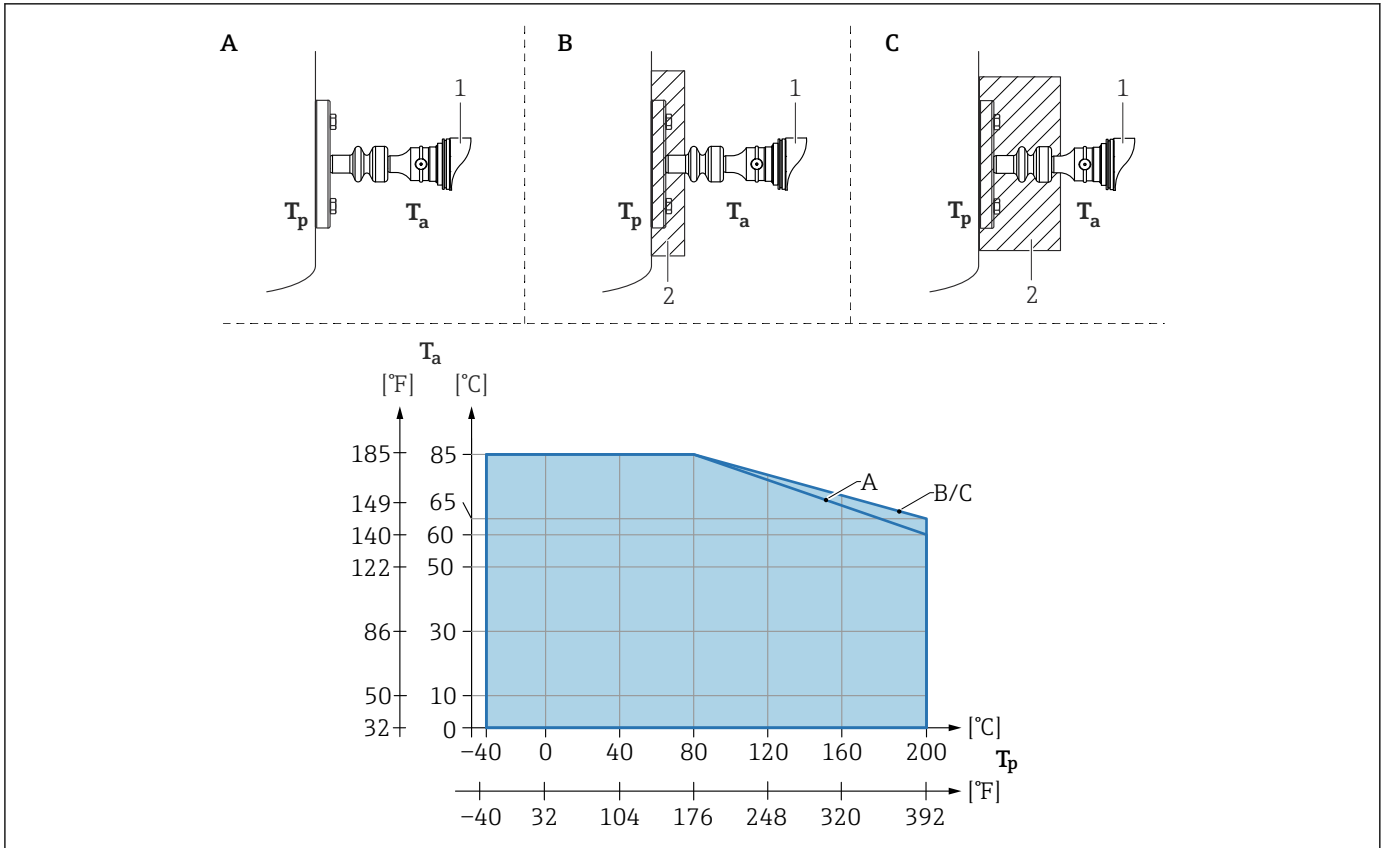 A B C
1 1 1
Tp Ta Tp Ta Tp Ta
2 2 2
Ta
[°F] [°C]
185 85
149 65
140 60
122 50
86 30
50 10
32 0
A
B/C
−40 0 40 80 120 160 200 [°C]
Tp
[°F]
−40 32 104 176 248 320 392